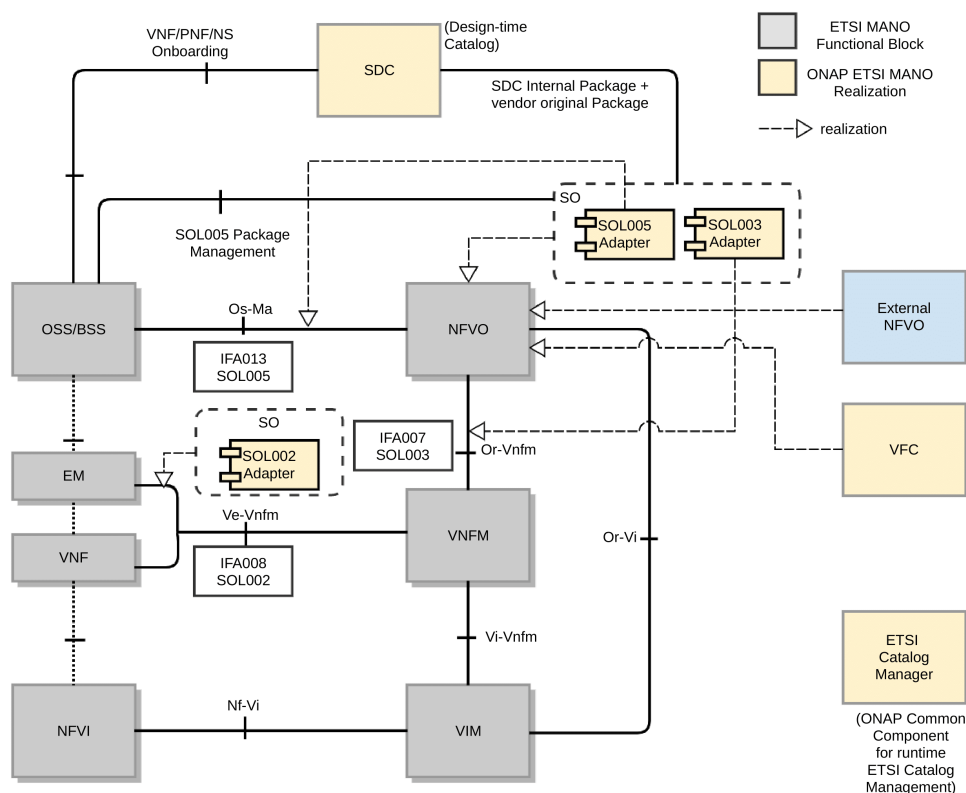 VNF/PNF/NS
Onboarding
SDC
(Design-time
Catalog)
SDC Internal Package +
vendor original Package
ETSI MANO
Functional Block
ONAP ETSI MANO
Realization
realization
SO
SOL005
Adapter
SOL003
Adapter
SOL005 Package
Management
OSS/BSS
Os-Ma
IFA013
SOL005
NFVO
External
NFVO
SO
SOL002
Adapter
IFA007
SOL003
Or-Vnfm
VFC
EM
Ve-Vnfm
VNF
IFA008
SOL002
VNFM
Or-Vi
Vi-Vnfm
ETSI
Catalog
Manager
NFVI
Nf-Vi
VIM
(ONAP Common
Component
for runtime
ETSI Catalog
Management)